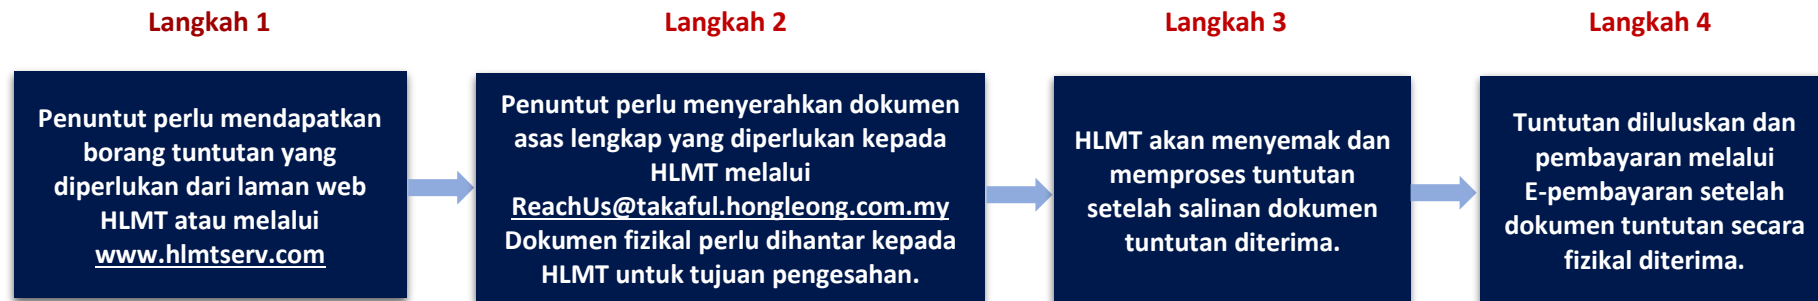 Langkah 1
Penuntut perlu mendapatkan
borang tuntutan yang
diperlukan dari laman web
HLMT atau melalui
www.hlmtserv.com
Langkah 2
Penuntut perlu menyerahkan dokumen
asas lengkap yang diperlukan kepada
HLMT melalui
ReachUs@takaful.hongleong.com.my
Dokumen fizikal perlu dihantar kepada
HLMT untuk tujuan pengesahan.
Langkah 3
HLMT akan menyemak dan
memproses tuntutan
setelah salinan dokumen
tuntutan diterima.
Langkah 4
Tuntutan diluluskan dan
pembayaran melalui
E-pembayaran setelah
dokumen tuntutan secara
fizikal diterima.